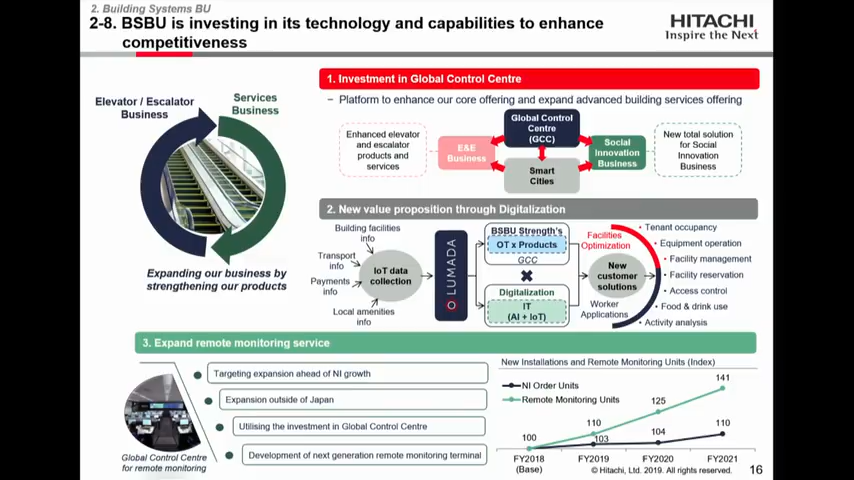 2. Building Systems BU
2-8. BSBU is investing in its technology and capabilities to enhance
competitiveness
HITACHI
Inspire the Next
Elevator / Escalator
Business
Services
Business
Expanding our business by
strengthening our products
1. Investment in Global Control Centre
− Platform to enhance our core offering and expand advanced building services offering
Enhanced elevator
and escalator
products and
services
E&E
Business
Global Control
Centre
(GCC)
Smart
Cities
Social
Innovation
Business
New total solution
for Social
Innovation
Business
2. New value proposition through Digitalization
Building facilities
info
Transport
info
Payments
info
Local amenities
info
IoT data
collection
LUMADA
BSBU Strength's
OT x Products
GCC
Digitalization
IT
(AI + IoT)
Facilities
Optimization
New
customer
solutions
Worker
Applications
• Tenant occupancy
• Equipment operation
• Facility management
• Facility reservation
• Access control
• Food & drink use
• Activity analysis
3. Expand remote monitoring service
Global Control Centre
for remote monitoring
Targeting expansion ahead of NI growth
Expansion outside of Japan
Utilising the investment in Global Control Centre
Development of next generation remote monitoring terminal
New Installations and Remote Monitoring Units (Index)
NI Order Units
Remote Monitoring Units
141
125
110
110
104
103
100
FY2018
(Base)
FY2019
FY2020
FY2021
© Hitachi, Ltd. 2019. All rights reserved.
16